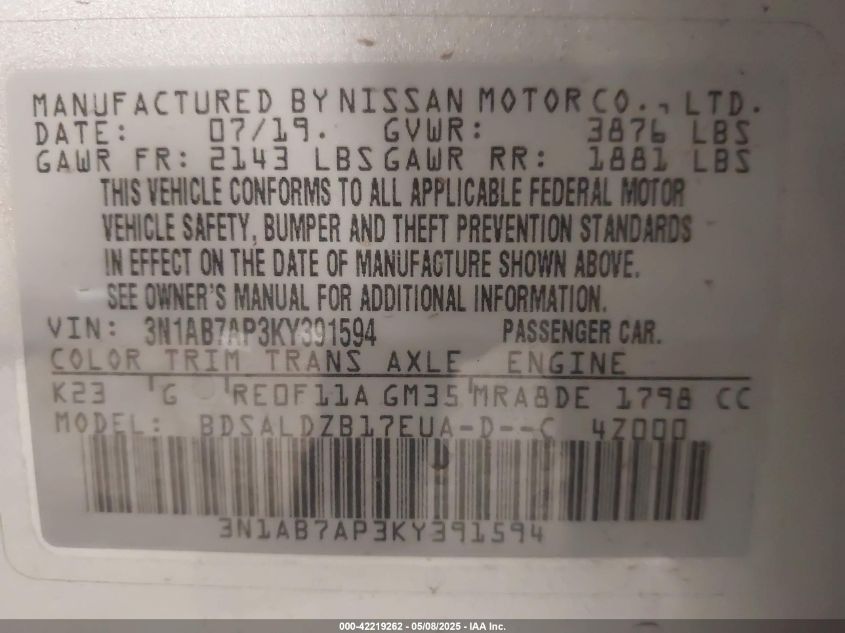 MANUFACTURED BY NISSAN MOTOR CO., LTD.
DATE: 07/19. GVWR: 3876 LBS
GAWR FR: 2143 LBS GAWR RR: 1881 LBS
THIS VEHICLE CONFORMS TO ALL APPLICABLE FEDERAL MOTOR
VEHICLE SAFETY, BUMPER AND THEFT PREVENTION STANDARDS
IN EFFECT ON THE DATE OF MANUFACTURE SHOWN ABOVE.
SEE OWNER'S MANUAL FOR ADDITIONAL INFORMATION.
VIN: 3N1AB7AP3KY391594 PASSENGER CAR.
COLOR TRIM TRANS AXLE ENGINE
K23 G RE0F11A GM35 MRA8DE 1798 CC
MODEL: BDSALDZB17EUA-D--C 4Z000
3N1AB7AP3KY391594
000-42219262 - 05/08/2025 - IAA Inc.